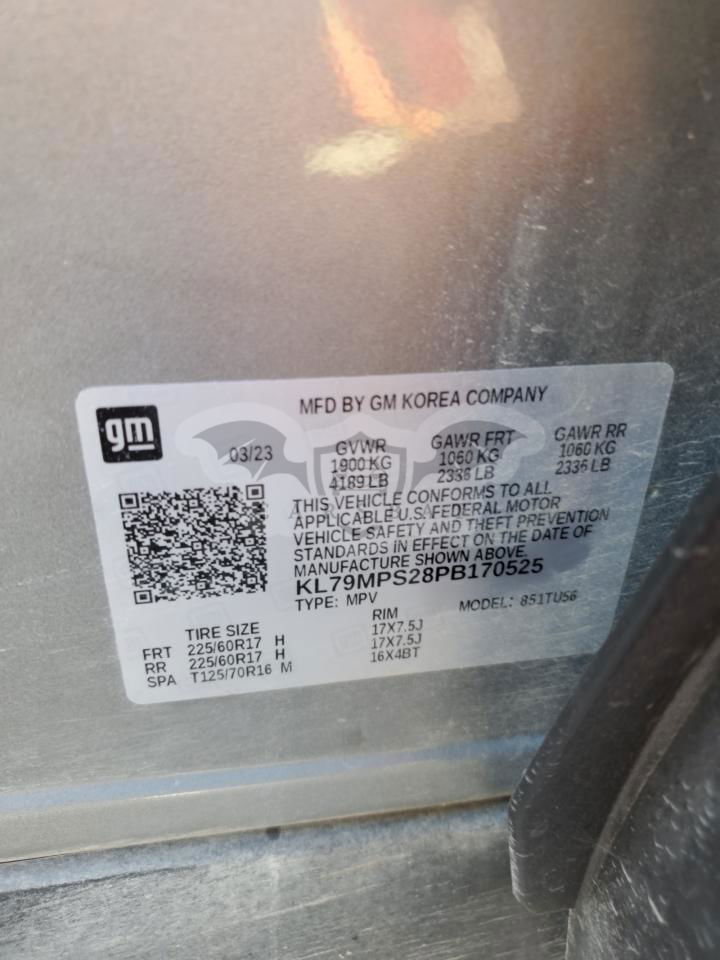 gm
MFD BY GM KOREA COMPANY
03/23
GVWR GAWR FRT GAWR RR
1900 KG 1060 KG 1060 KG
4189 LB 2336 LB 2336 LB
THIS VEHICLE CONFORMS TO ALL
APPLICABLE U.S. FEDERAL MOTOR
VEHICLE SAFETY AND THEFT PREVENTION
STANDARDS IN EFFECT ON THE DATE OF
MANUFACTURE SHOWN ABOVE.
KL79MPS28PB170525
TYPE: MPV MODEL: 851TU56
TIRE SIZE RIM
FRT 225/60R17 H 17X7.5J
RR 225/60R17 H 17X7.5J
SPA T125/70R16 M 16X4BT